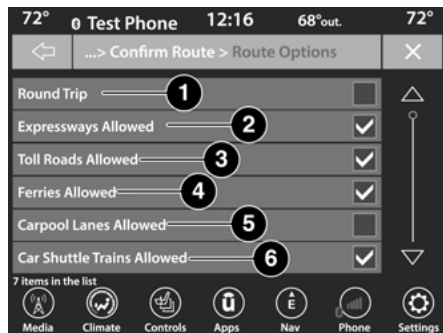 72° Test Phone 12:16 68°out. 72°
...> Confirm Route > Route Options
Round Trip 1
Expressways Allowed 2
Toll Roads Allowed 3
Ferries Allowed 4
Carpool Lanes Allowed 5
Car Shuttle Trains Allowed 6
7 items in the list
û E
Media Climate Controls Apps Nav Phone Settings